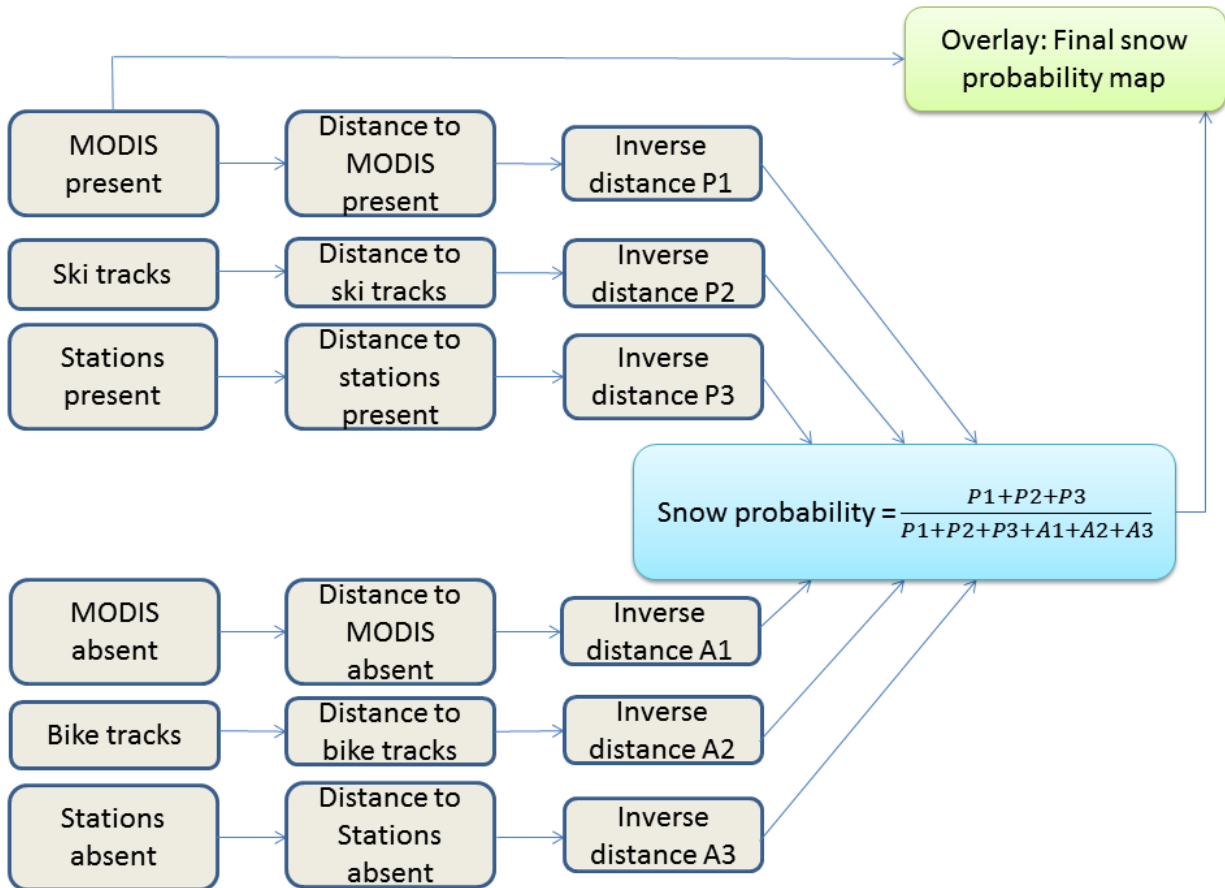 Overlay: Final snow
probability map
MODIS
present
Distance to
MODIS
present
Inverse
distance P1
Ski tracks
Distance to
ski tracks
Inverse
distance P2
Stations
present
Distance to
stations
present
Inverse
distance P3
Snow probability = P1+P2+P3
P1+P2+P3+A1+A2+A3
MODIS
absent
Distance to
MODIS
absent
Inverse
distance A1
Bike tracks
Distance to
bike tracks
Inverse
distance A2
Stations
absent
Distance to
Stations
absent
Inverse
distance A3